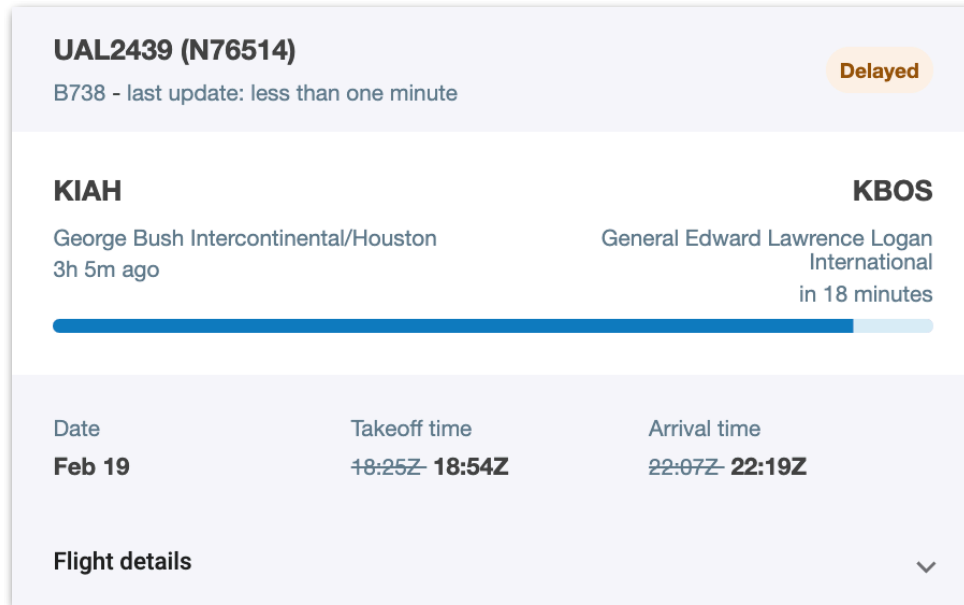 UAL2439 (N76514)
Delayed
B738 - last update: less than one minute
KIAH
KBOS
George Bush Intercontinental/Houston
3h 5m ago
General Edward Lawrence Logan
International
in 18 minutes
Date
Takeoff time
Arrival time
Feb 19
18:25Z 18:54Z
22:07Z 22:19Z
Flight details